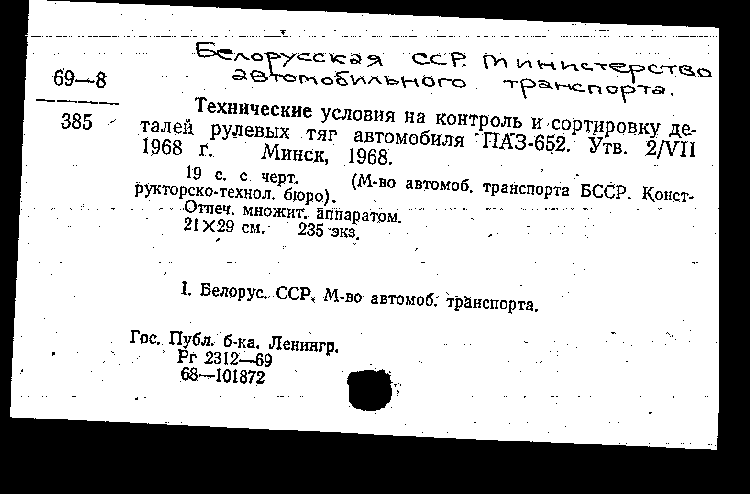 Белорусская ССР. Министерство
автомобильного транспорта.
69—8
385
Технические условия на контроль и сортировку де-
талей рулевых тяг автомобиля ПАЗ-652. Утв. 2/VII
1968 г. Минск, 1968.
19 с. с черт. (М-во автомоб. транспорта БССР. Конст-
рукторско-технол. бюро).
Отпеч. множит. аппаратом.
21×29 см. 235 экз.
I. Белорус. ССР. М-во автомоб. транспорта.
Гос. Публ. б-ка. Ленингр.
Рг 2312—69
68—101872